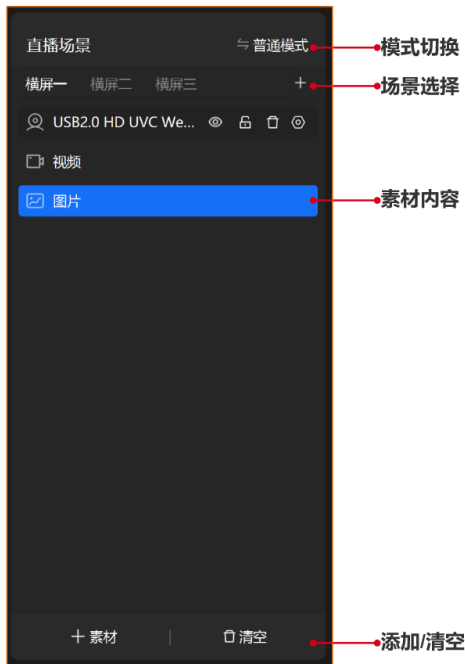 直播场景 普通模式 模式切换
横屏一 横屏二 横屏三 + 场景选择
USB2.0 HD UVC We...
视频
图片 素材内容
+ 素材 | 清空 添加/清空